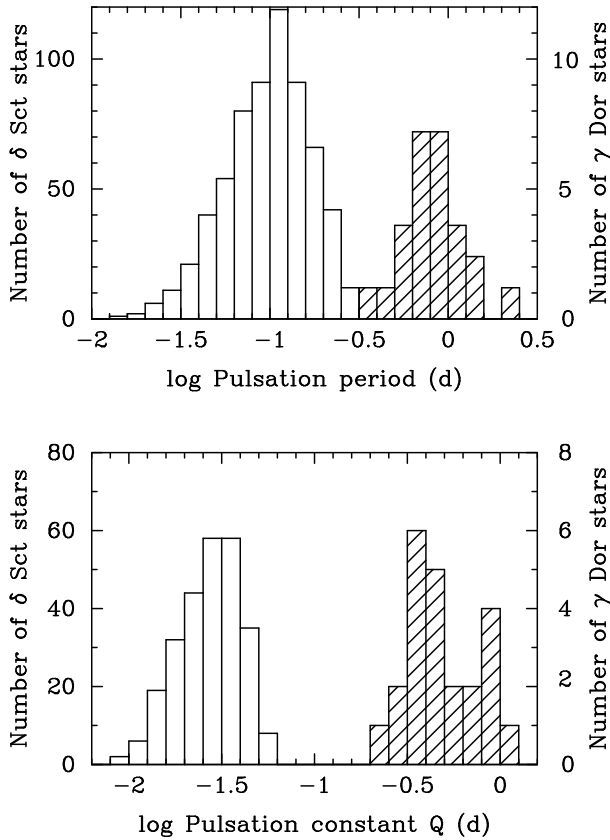 Number of δ Sct stars
100
50
0
10
5
0
Number of γ Dor stars
−2 −1.5 −1 −0.5 0 0.5
log Pulsation period (d)
Number of δ Sct stars
80
60
40
20
0
8
6
4
2
0
Number of γ Dor stars
−2 −1.5 −1 −0.5 0
log Pulsation constant Q (d)